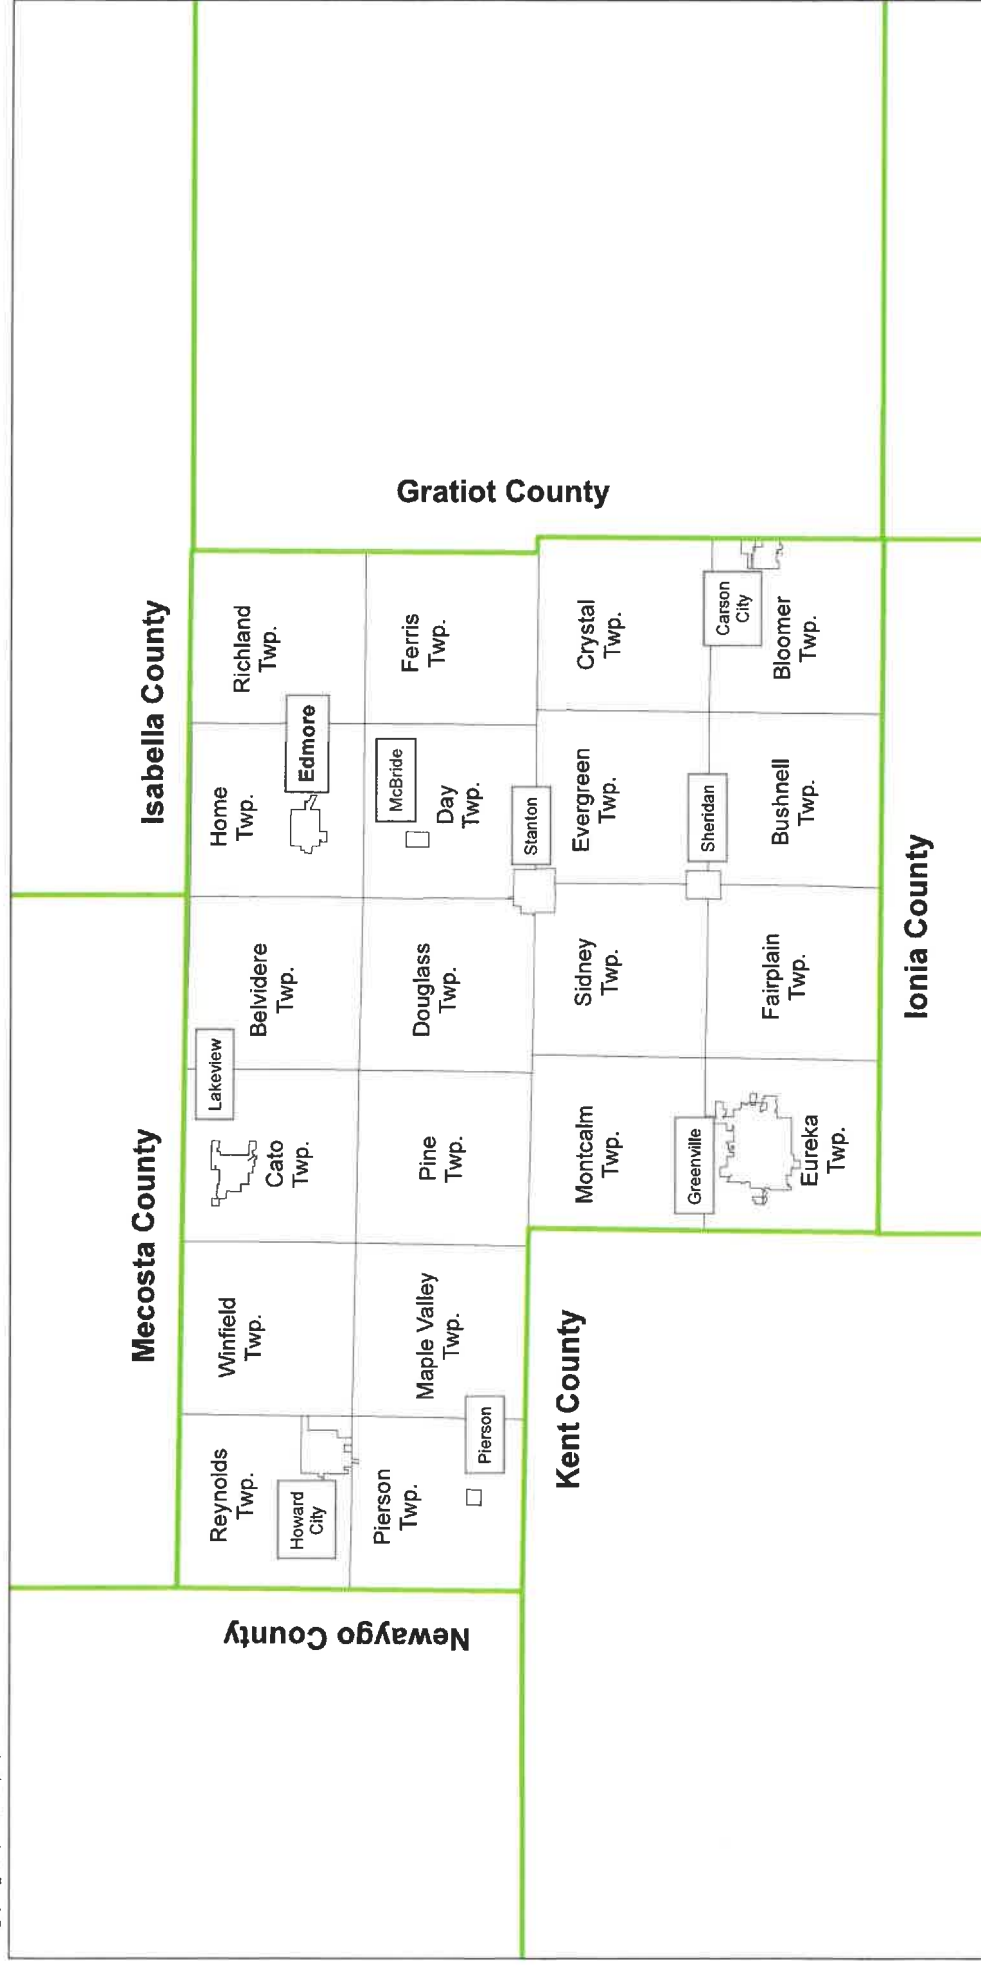 Mecosta County
Isabella County
Newaygo County
Gratiot County
Kent County
Ionia County
Reynolds
Twp.
Winfield
Twp.
Cato
Twp.
Lakeview
Belvidere
Twp.
Home
Twp.
Edmore
Richland
Twp.
Howard
City
Pierson
Twp.
Pierson
Maple Valley
Twp.
Pine
Twp.
Douglass
Twp.
McBride
Day
Twp.
Ferris
Twp.
Stanton
Montcalm
Twp.
Sidney
Twp.
Evergreen
Twp.
Crystal
Twp.
Greenville
Sheridan
Carson
City
Eureka
Twp.
Fairplain
Twp.
Bushnell
Twp.
Bloomer
Twp.